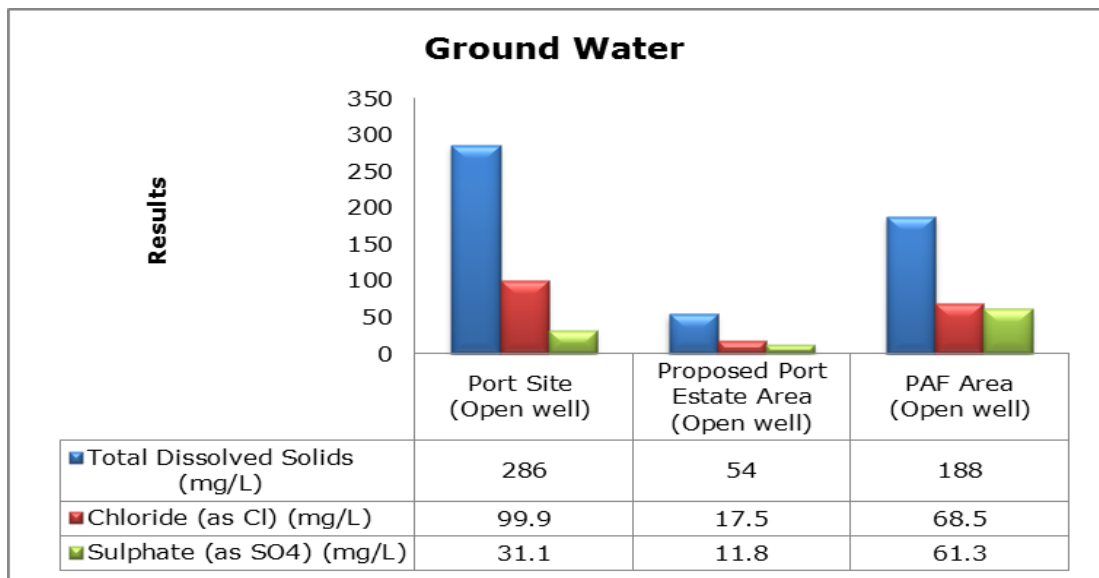 Ground Water
Results
350
300
250
200
150
100
50
0
Port Site
(Open well)
Proposed Port
Estate Area
(Open well)
PAF Area
(Open well)
Total Dissolved Solids
(mg/L)
286
54
188
Chloride (as Cl) (mg/L)
99.9
17.5
68.5
Sulphate (as SO4) (mg/L)
31.1
11.8
61.3